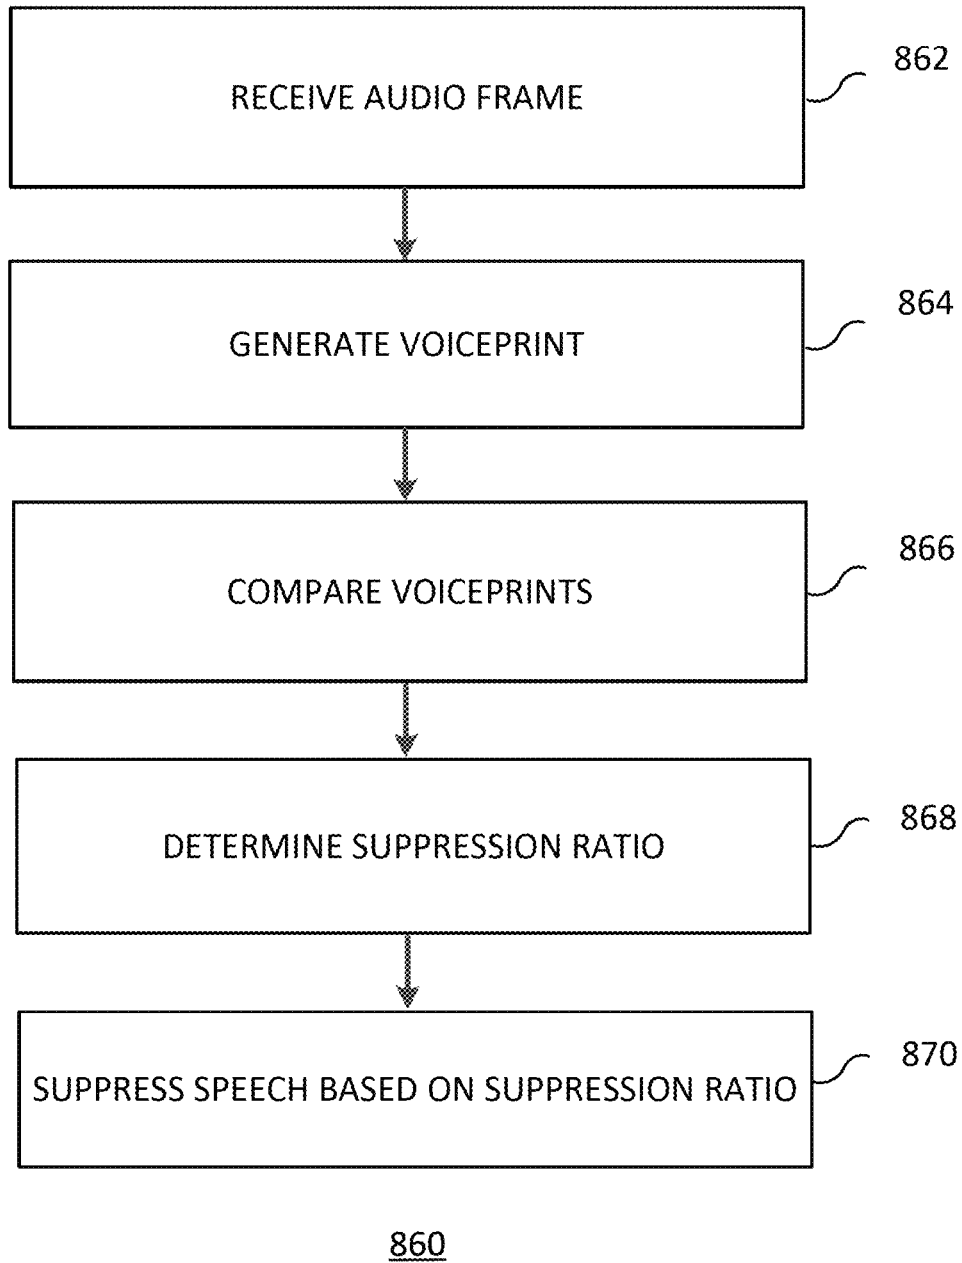 862
RECEIVE AUDIO FRAME
864
GENERATE VOICEPRINT
866
COMPARE VOICEPRINTS
868
DETERMINE SUPPRESSION RATIO
870
SUPPRESS SPEECH BASED ON SUPPRESSION RATIO
860